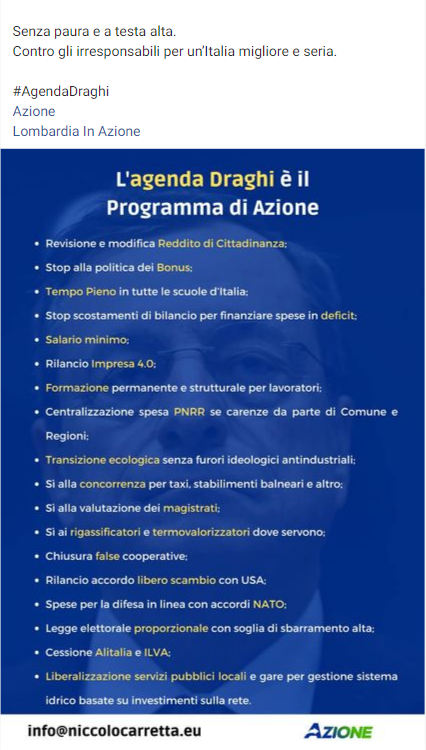 Senza paura e a testa alta.
Contro gli irresponsabili per un'Italia migliore e seria.
#AgendaDraghi
Azione
Lombardia In Azione
L'agenda Draghi è il
Programma di Azione
• Revisione e modifica Reddito di Cittadinanza;
• Stop alla politica dei Bonus;
• Tempo Pieno in tutte le scuole d'Italia;
• Stop scostamenti di bilancio per finanziare spese in deficit;
• Salario minimo;
• Rilancio Impresa 4.0;
• Formazione permanente e strutturale per lavoratori;
• Centralizzazione spesa PNRR se carenze da parte di Comune e
Regioni;
• Transizione ecologica senza furori ideologici antindustriali;
• Sì alla concorrenza per taxi, stabilimenti balneari e altro;
• Sì alla valutazione dei magistrati;
• Sì ai rigassificatori e termovalorizzatori dove servono;
• Chiusura false cooperative;
• Rilancio accordo libero scambio con USA;
• Spese per la difesa in linea con accordi NATO;
• Legge elettorale proporzionale con soglia di sbarramento alta;
• Cessione Alitalia e ILVA;
• Liberalizzazione servizi pubblici locali e gare per gestione sistema
idrico basate su investimenti sulla rete.
info@niccolocarretta.eu
AZIONE